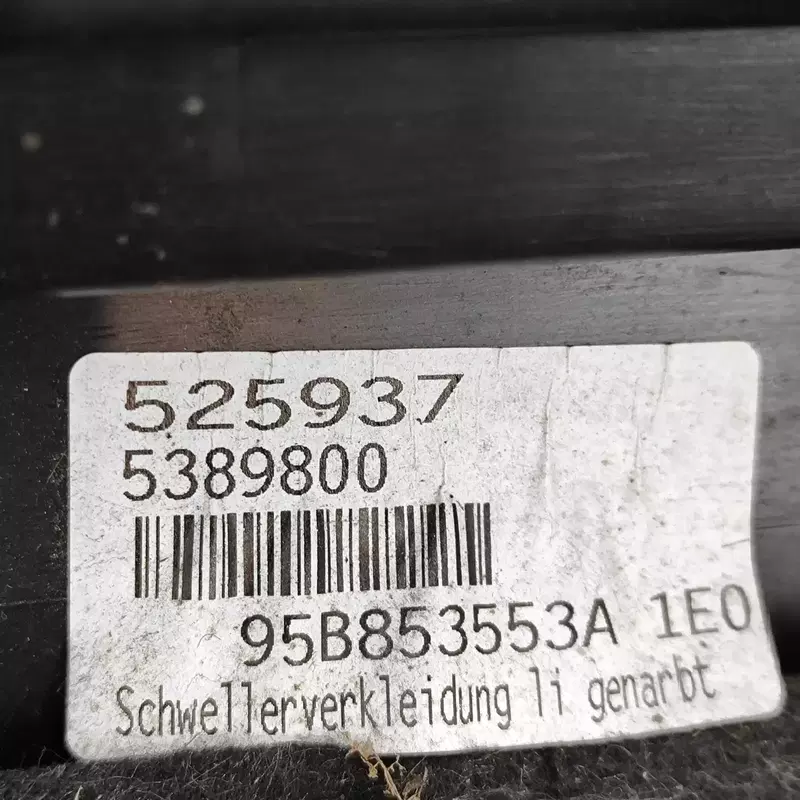 525937
5389800
95B853553A 1E0
Schwellerverkleidung li genarbt